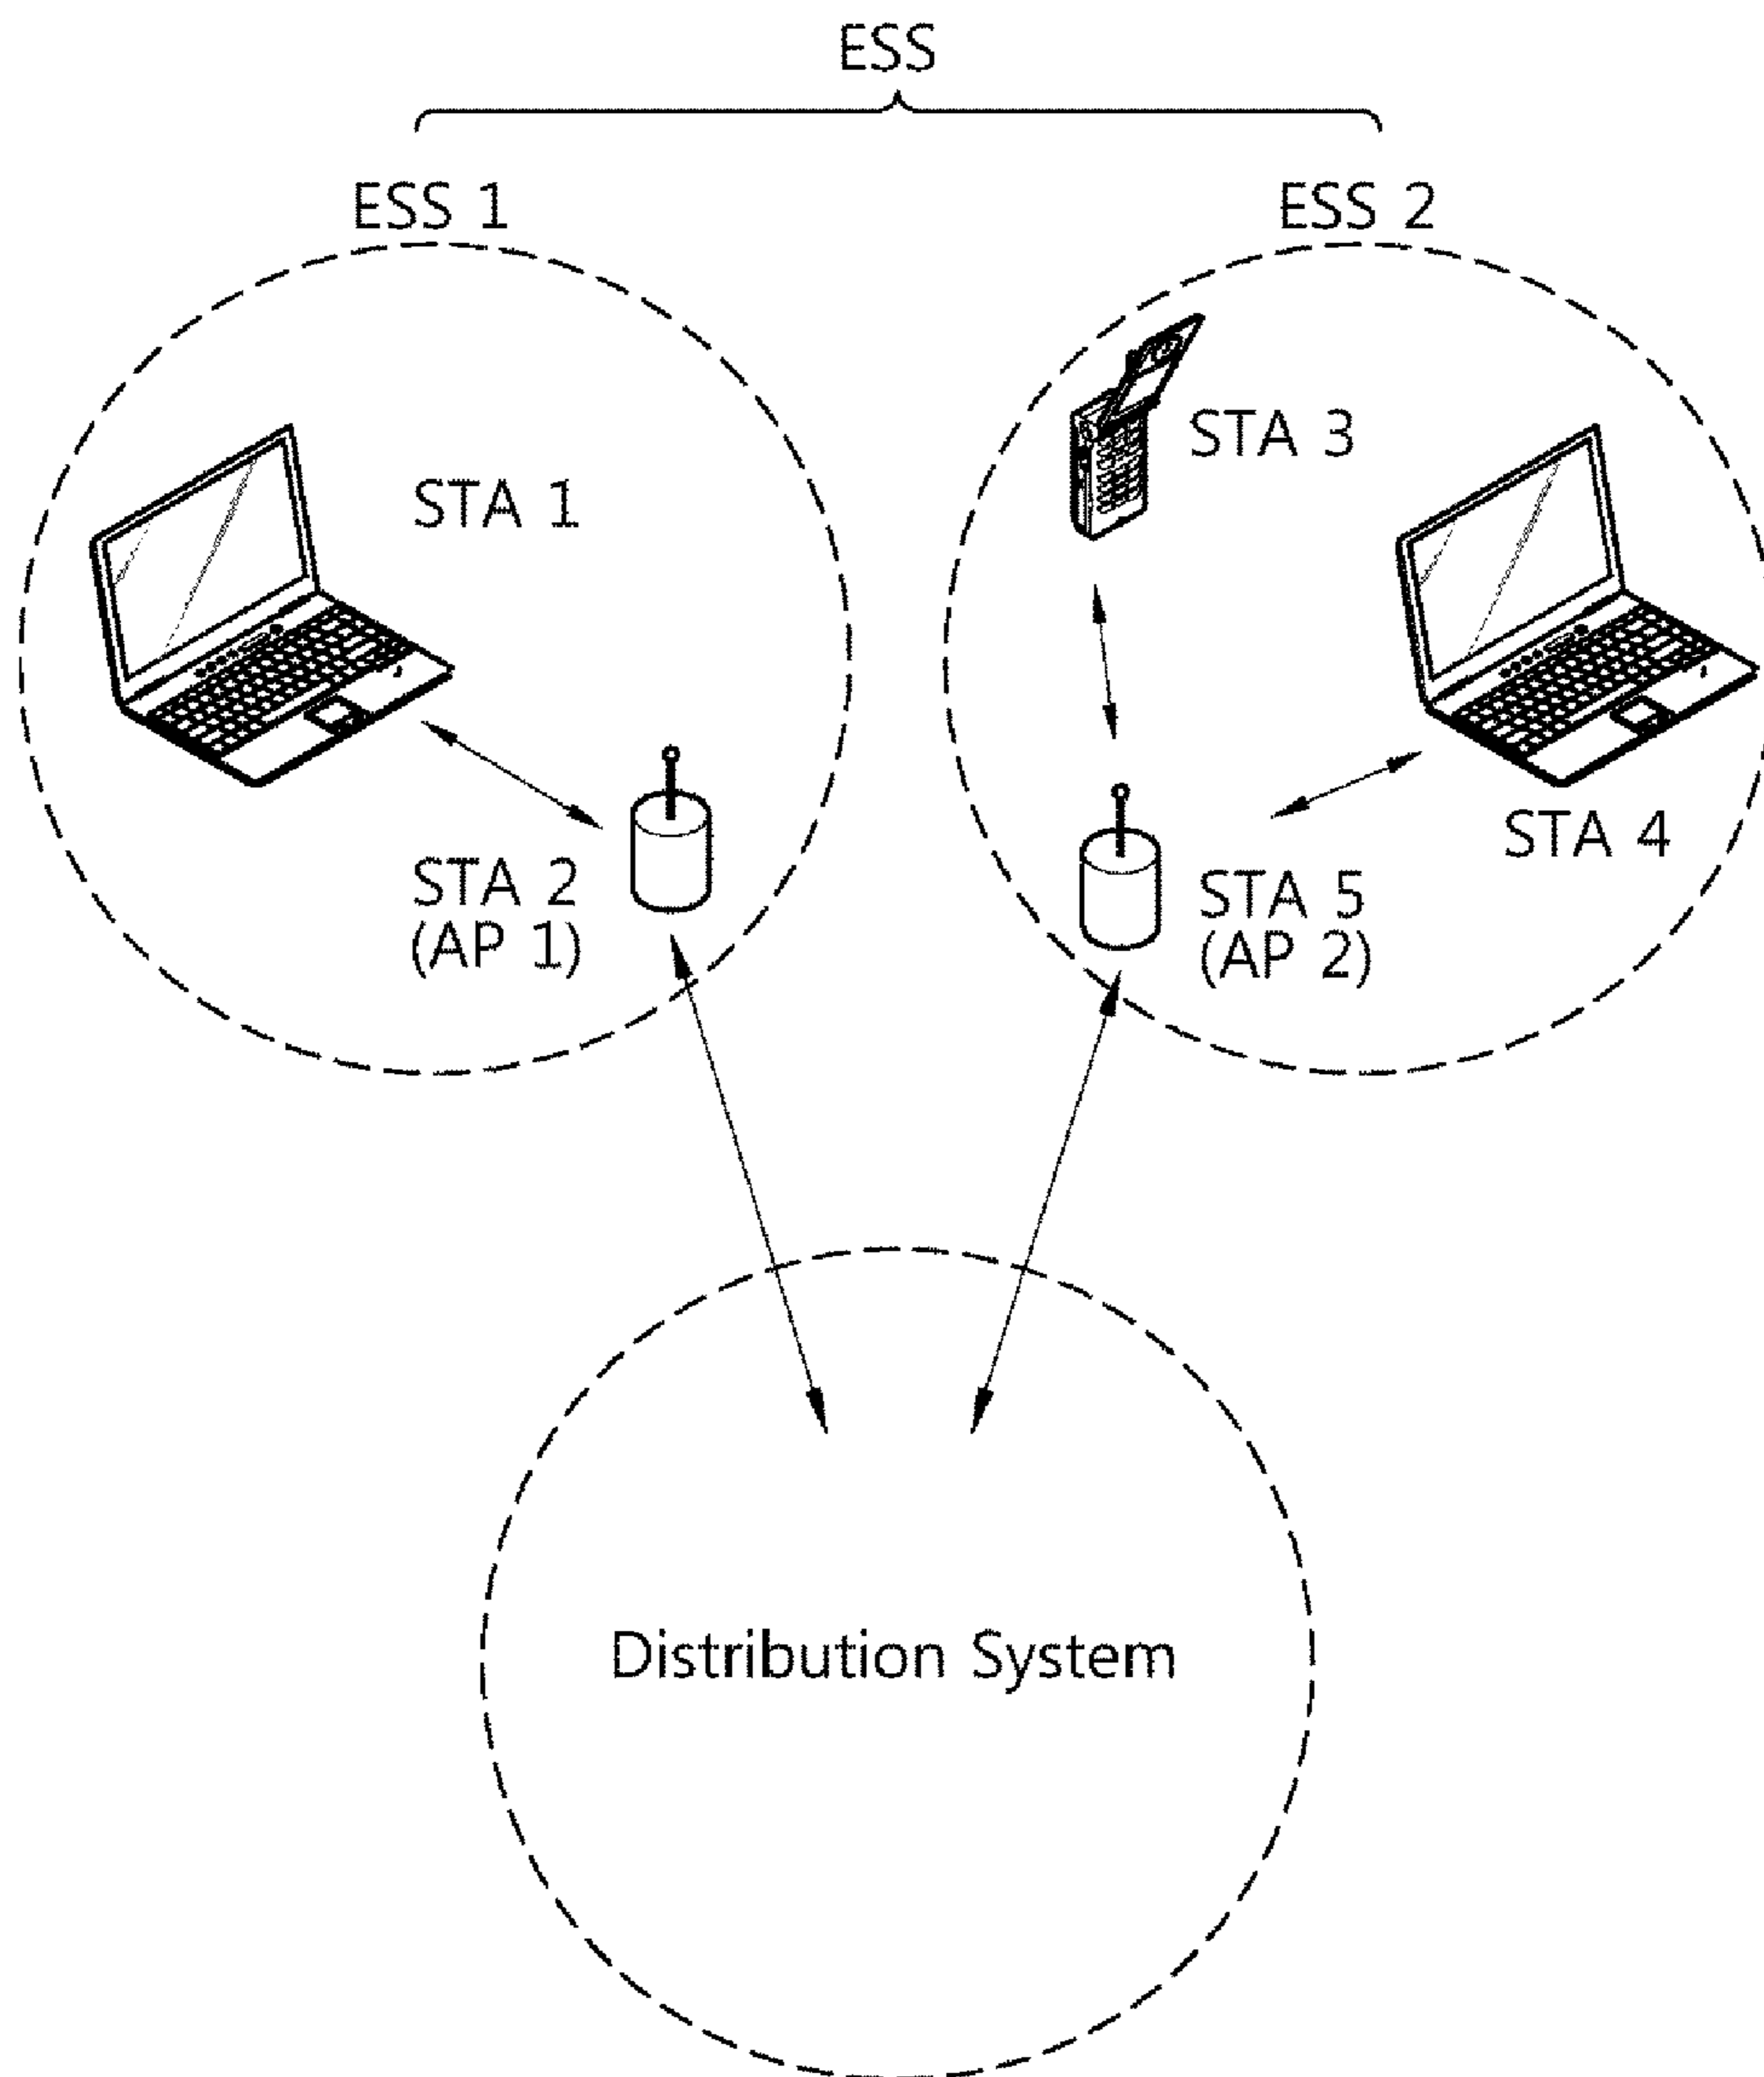 ESS
ESS 1
ESS 2
STA 1
STA 3
STA 4
STA 2
(AP 1)
STA 5
(AP 2)
Distribution System